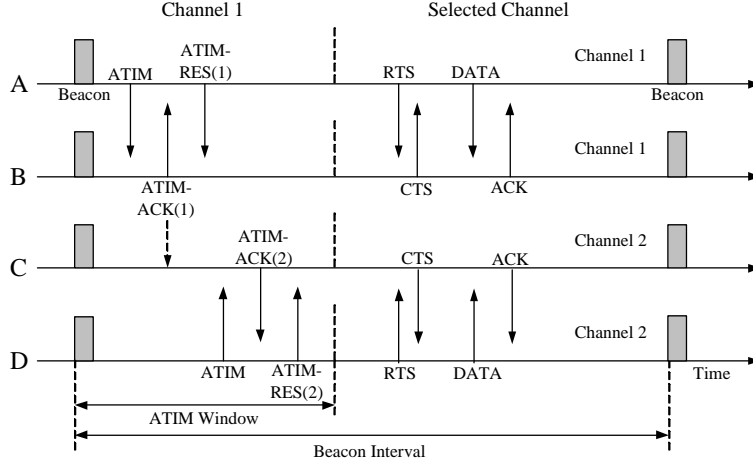 Channel 1
Selected Channel
ATIM-
RES(1)
ATIM
RTS
DATA
Channel 1
A
Beacon
Beacon
Channel 1
B
ATIM-
ACK(1)
CTS
ACK
ATIM-
ACK(2)
Channel 2
C
CTS
ACK
Channel 2
D
ATIM
ATIM-
RES(2)
RTS
DATA
Time
ATIM Window
Beacon Interval